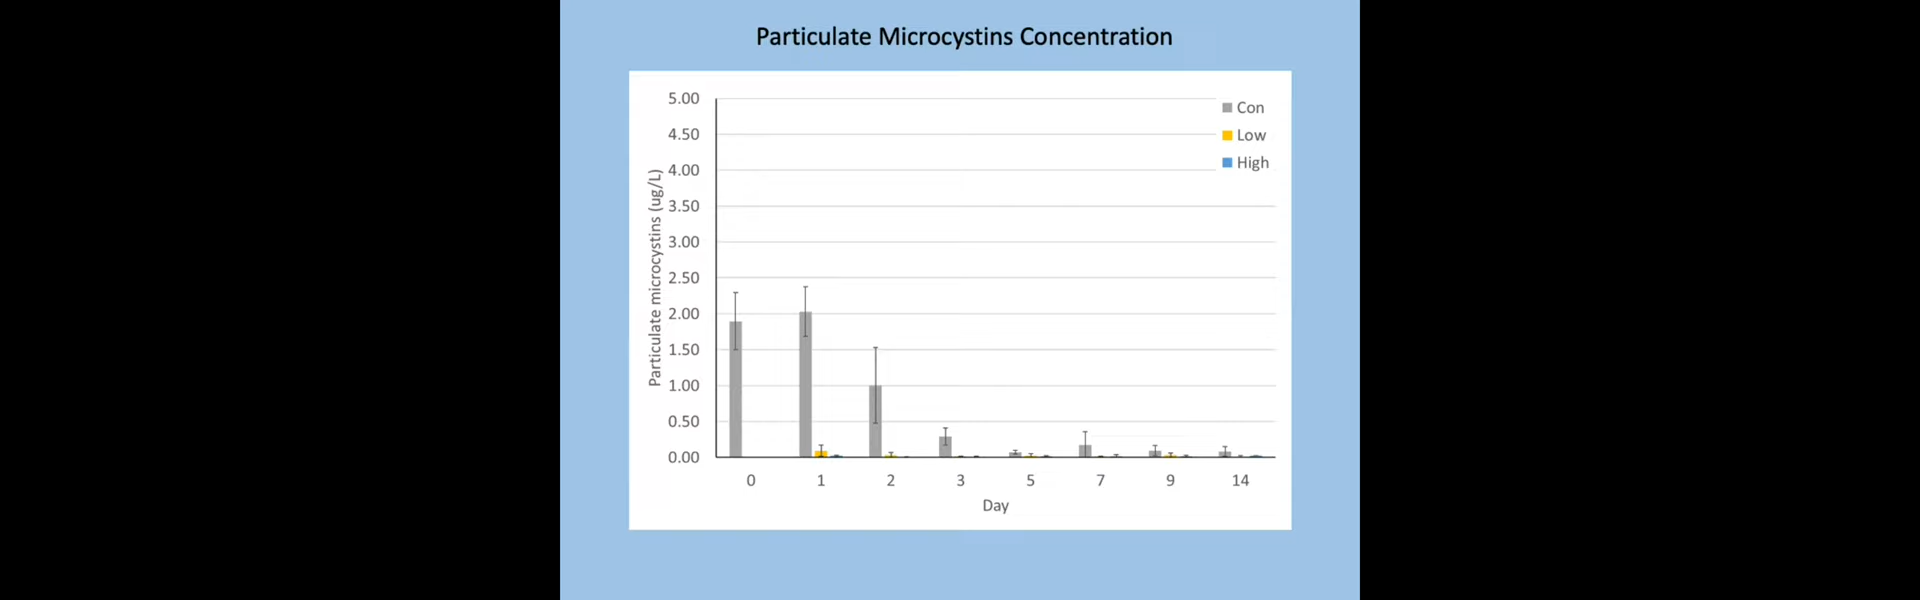 Particulate Microcystins Concentration
Particulate microcystins (ug/L)
5.00
4.50
4.00
3.50
3.00
2.50
2.00
1.50
1.00
0.50
0.00
Con
Low
High
0 1 2 3 5 7 9 14
Day